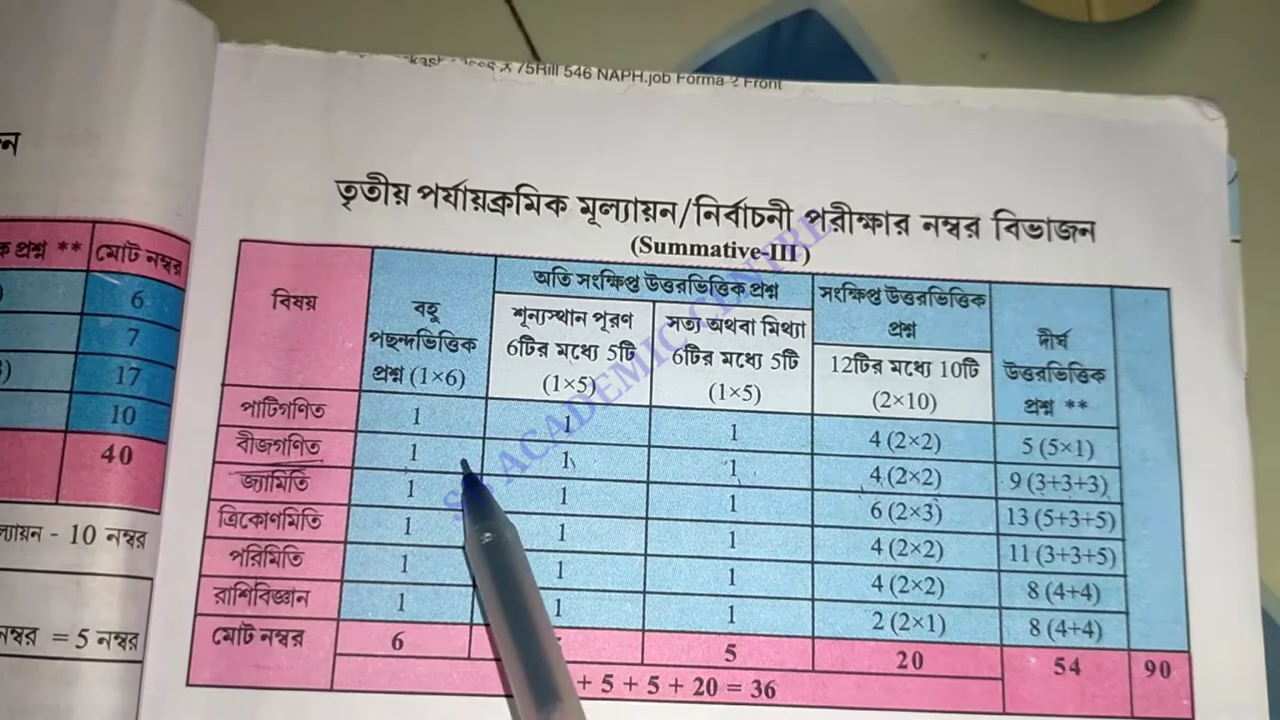 75Rill 546 NAPH.job Forma 2 Front
ন
তৃতীয় পর্যায়ক্রমিক মূল্যায়ন/নির্বাচনী পরীক্ষার নম্বর বিভাজন
(Summative-III)
ক প্রশ্ন ** মোট নম্বর
6
7
17
10
40
ল্যায়ন - 10 নম্বর
নম্বর = 5 নম্বর
বিষয়
বহু পছন্দভিত্তিক প্রশ্ন (1×6)
অতি সংক্ষিপ্ত উত্তরভিত্তিক প্রশ্ন
শূন্যস্থান পূরণ 6টির মধ্যে 5টি (1×5)
সত্য অথবা মিথ্যা 6টির মধ্যে 5টি (1×5)
সংক্ষিপ্ত উত্তরভিত্তিক প্রশ্ন
12টির মধ্যে 10টি (2×10)
দীর্ঘ উত্তরভিত্তিক প্রশ্ন **
পাটিগণিত 1 1 1 4 (2×2) 5 (5×1)
বীজগণিত 1 1 1 4 (2×2) 9 (3+3+3)
জ্যামিতি 1 1 1 6 (2×3) 13 (5+3+5)
ত্রিকোণমিতি 1 1 1 4 (2×2) 11 (3+3+5)
পরিমিতি 1 1 1 4 (2×2) 8 (4+4)
রাশিবিজ্ঞান 1 1 1 2 (2×1) 8 (4+4)
মোট নম্বর 6 5 20 54 90
+ 5 + 5 + 20 = 36
ACADEMIC CENTRE